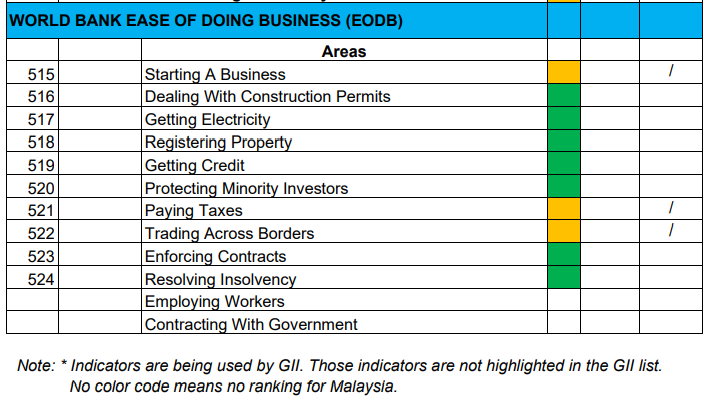 WORLD BANK EASE OF DOING BUSINESS (EODB)
Areas
515 Starting A Business /
516 Dealing With Construction Permits
517 Getting Electricity
518 Registering Property
519 Getting Credit
520 Protecting Minority Investors
521 Paying Taxes /
522 Trading Across Borders /
523 Enforcing Contracts
524 Resolving Insolvency
Employing Workers
Contracting With Government
Note: * Indicators are being used by GII. Those indicators are not highlighted in the GII list.
No color code means no ranking for Malaysia.